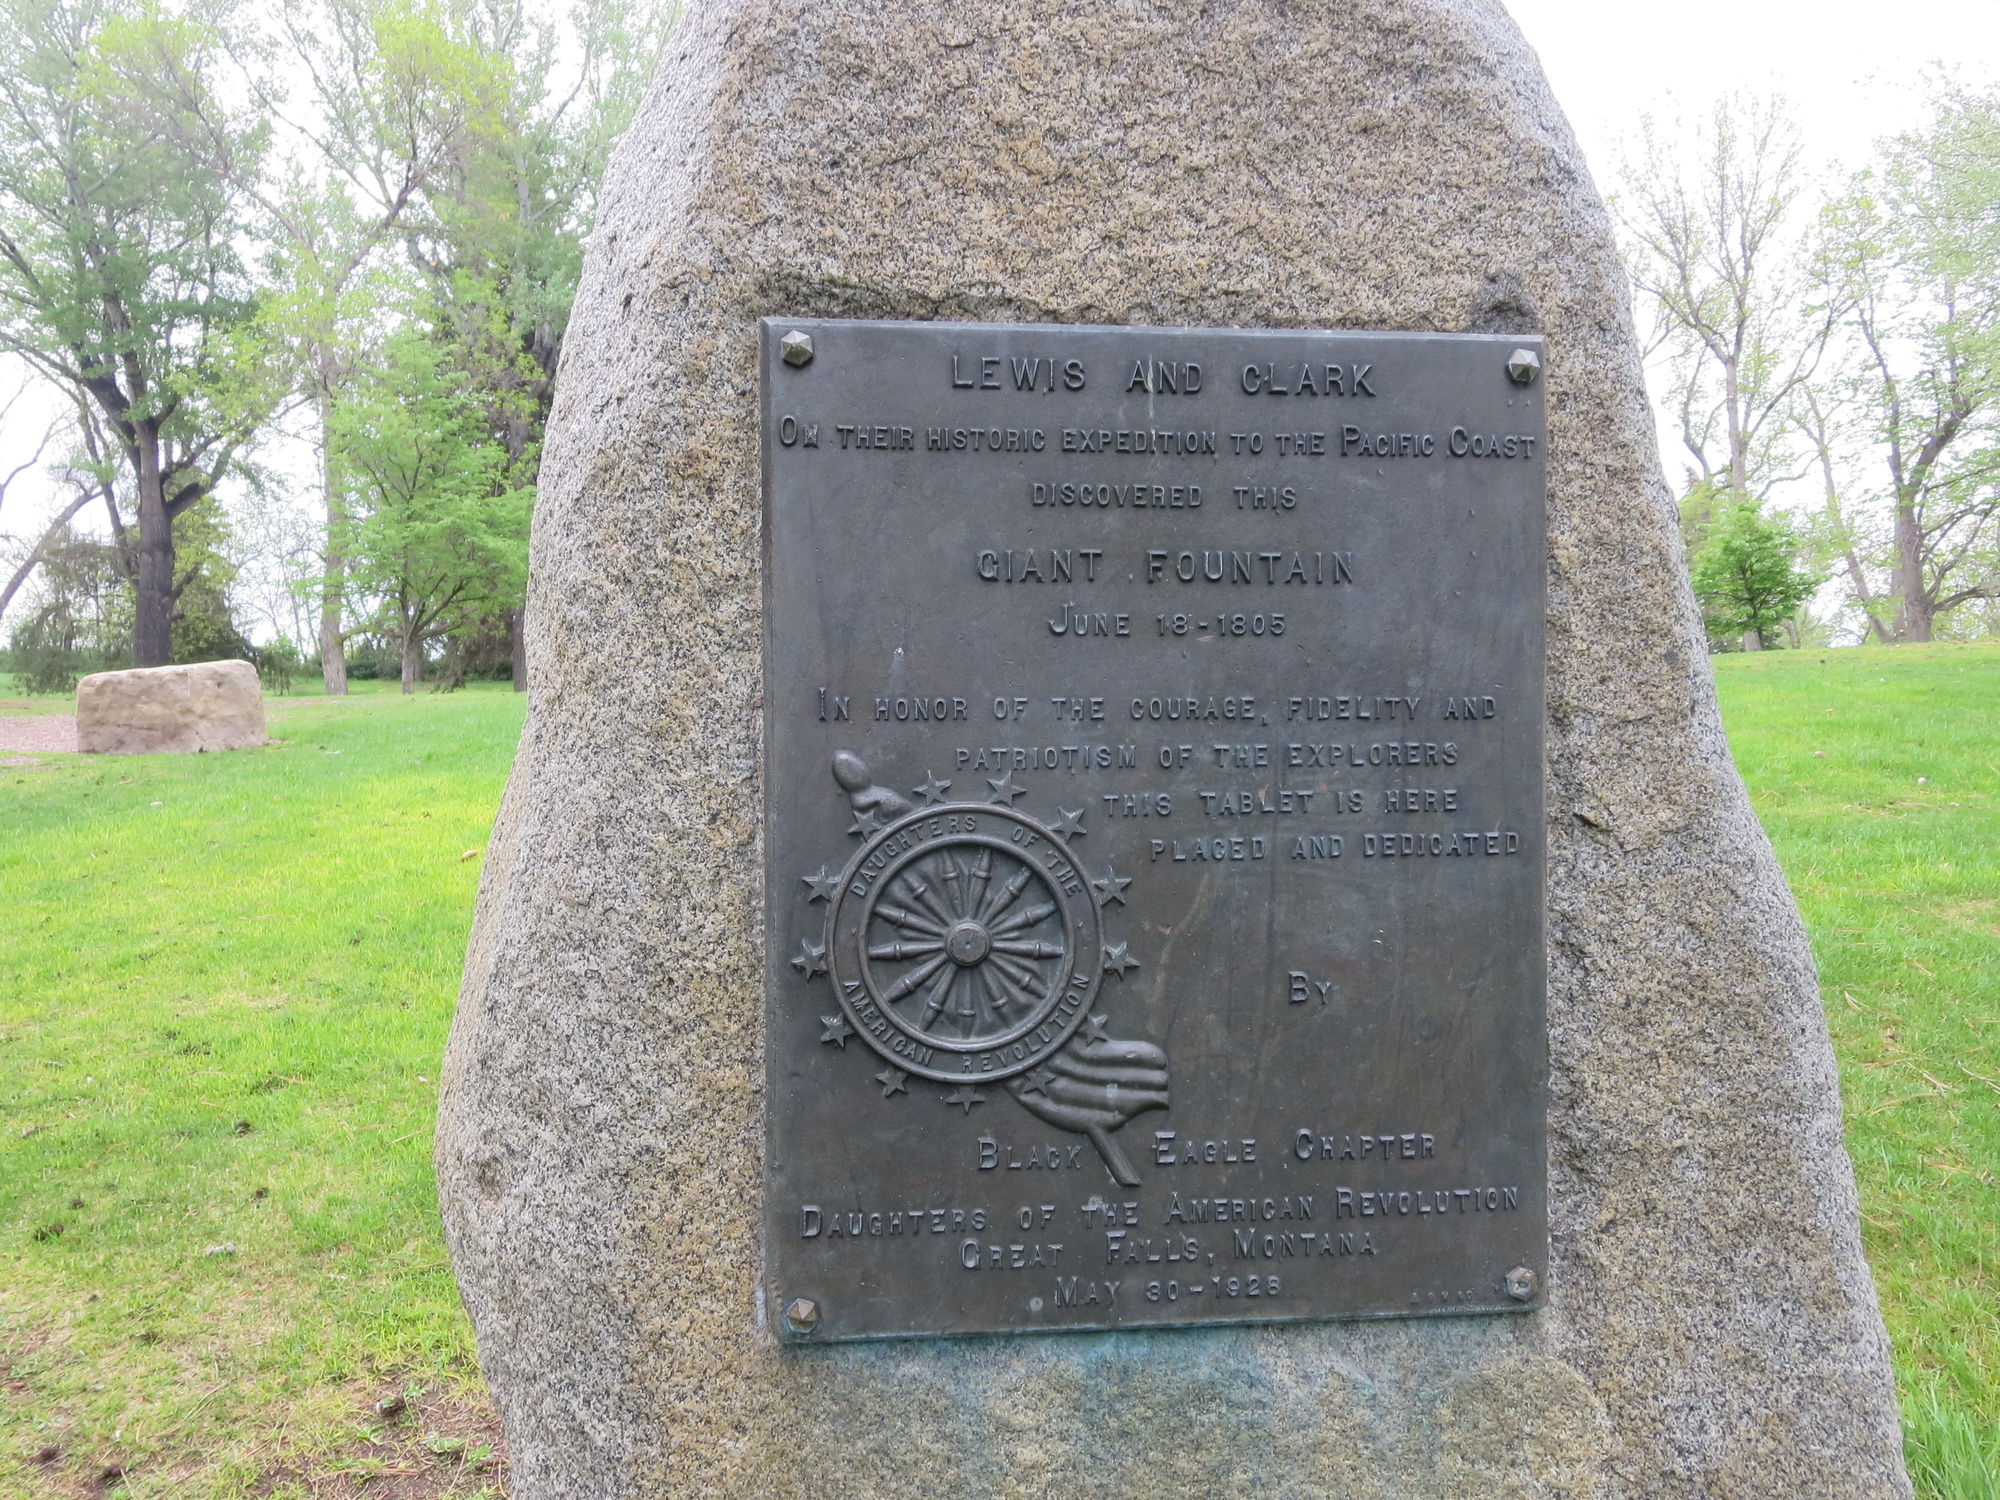 LEWIS AND CLARK
ON THEIR HISTORIC EXPEDITION TO THE PACIFIC COAST
DISCOVERED THIS
GIANT FOUNTAIN
JUNE 18-1805
IN HONOR OF THE COURAGE, FIDELITY AND
PATRIOTISM OF THE EXPLORERS
THIS TABLET IS HERE
PLACED AND DEDICATED
DAUGHTERS OF THE
AMERICAN REVOLUTION
BY
BLACK EAGLE CHAPTER
DAUGHTERS OF THE AMERICAN REVOLUTION
GREAT FALLS, MONTANA
MAY 30-1928